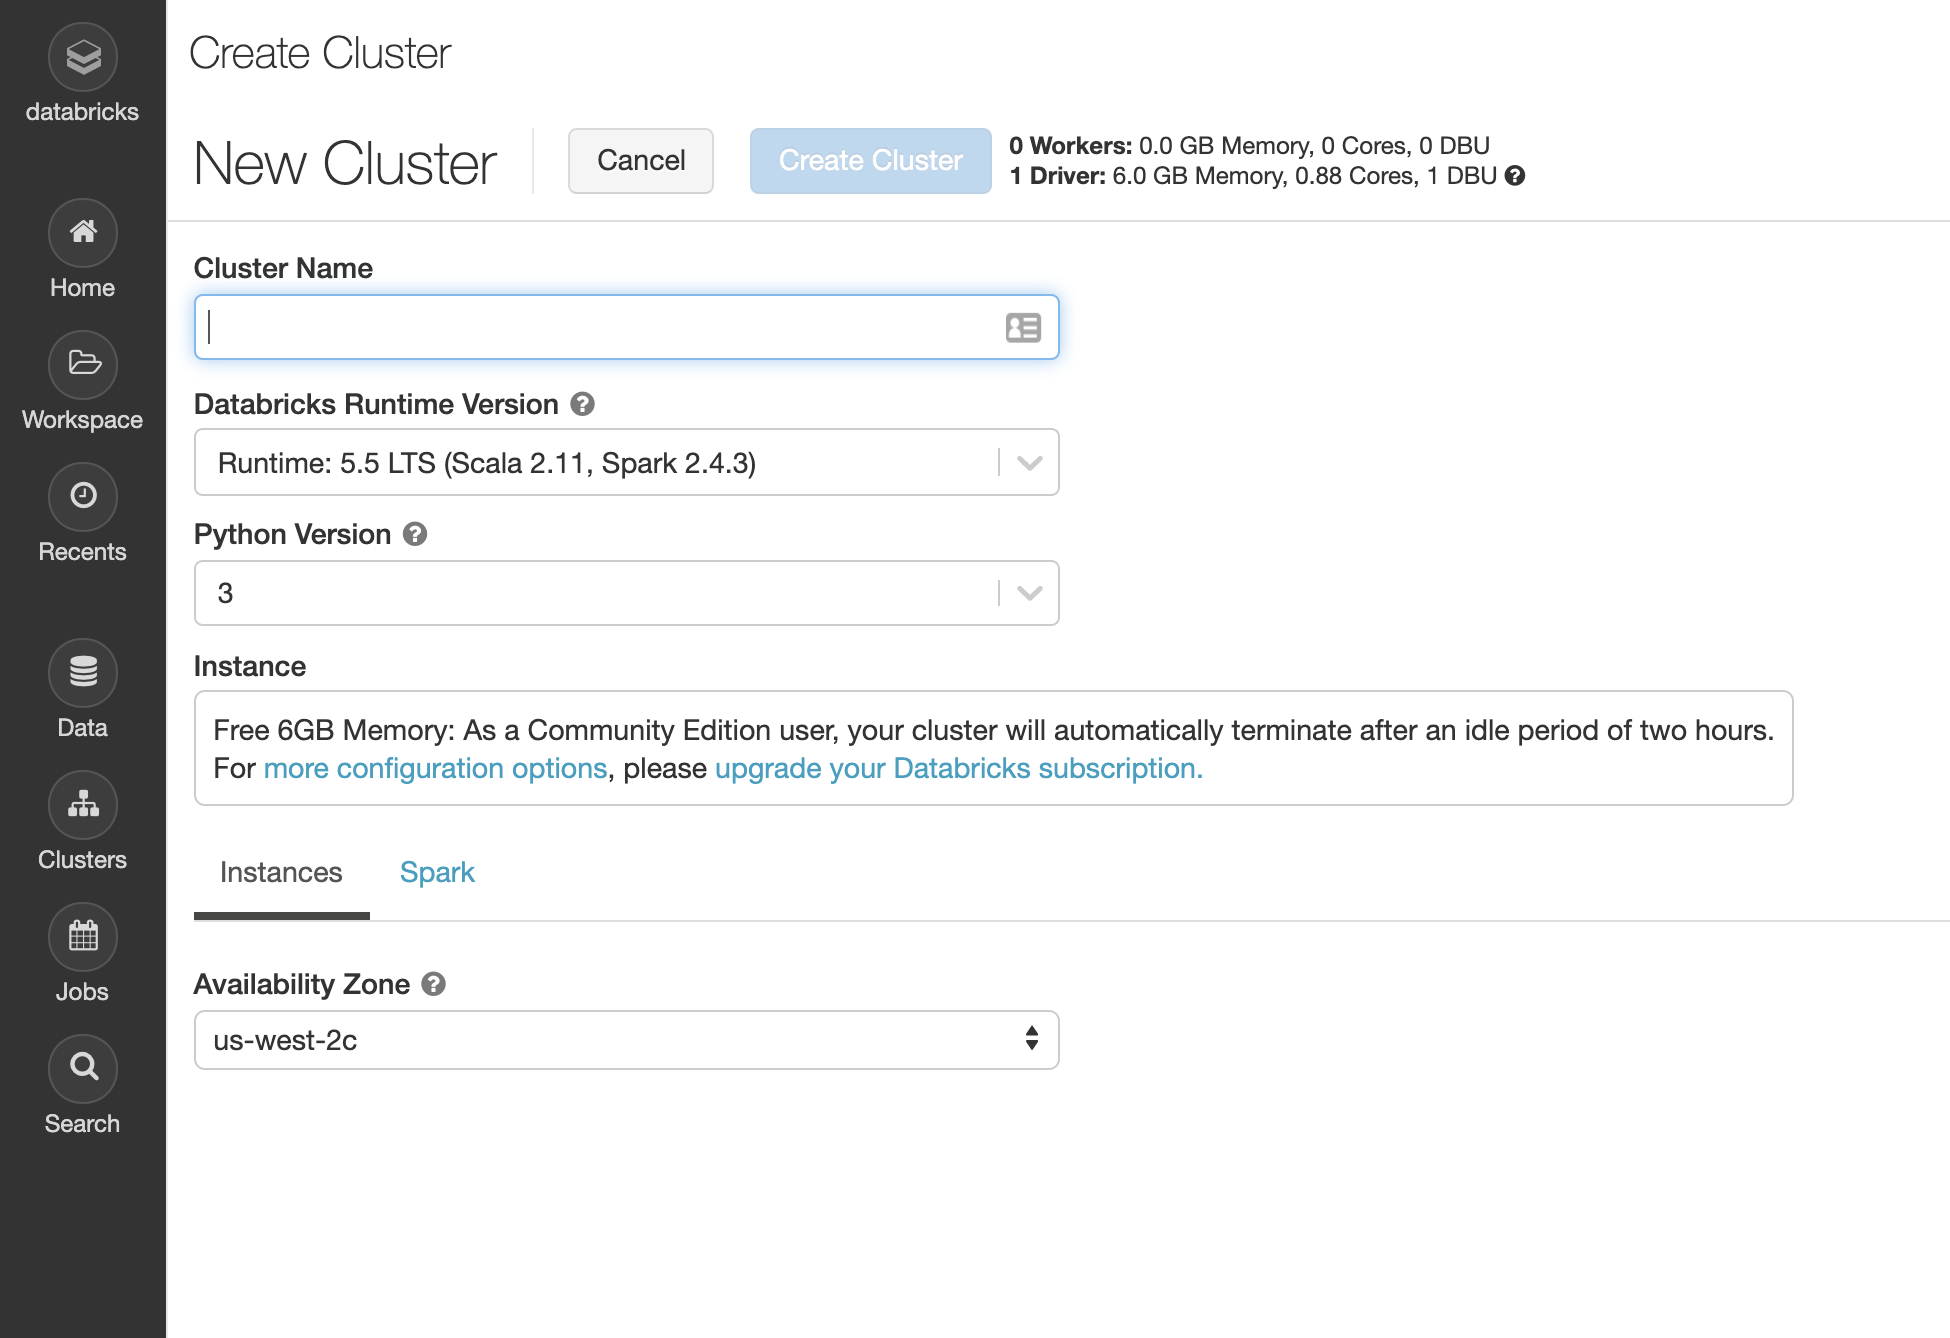 databricks
Home
Workspace
Recents
Data
Clusters
Jobs
Search
Create Cluster
New Cluster
Cancel
Create Cluster
0 Workers: 0.0 GB Memory, 0 Cores, 0 DBU
1 Driver: 6.0 GB Memory, 0.88 Cores, 1 DBU ?
Cluster Name
Databricks Runtime Version ?
Runtime: 5.5 LTS (Scala 2.11, Spark 2.4.3)
Python Version ?
3
Instance
Free 6GB Memory: As a Community Edition user, your cluster will automatically terminate after an idle period of two hours.
For more configuration options, please upgrade your Databricks subscription.
Instances
Spark
Availability Zone ?
us-west-2c